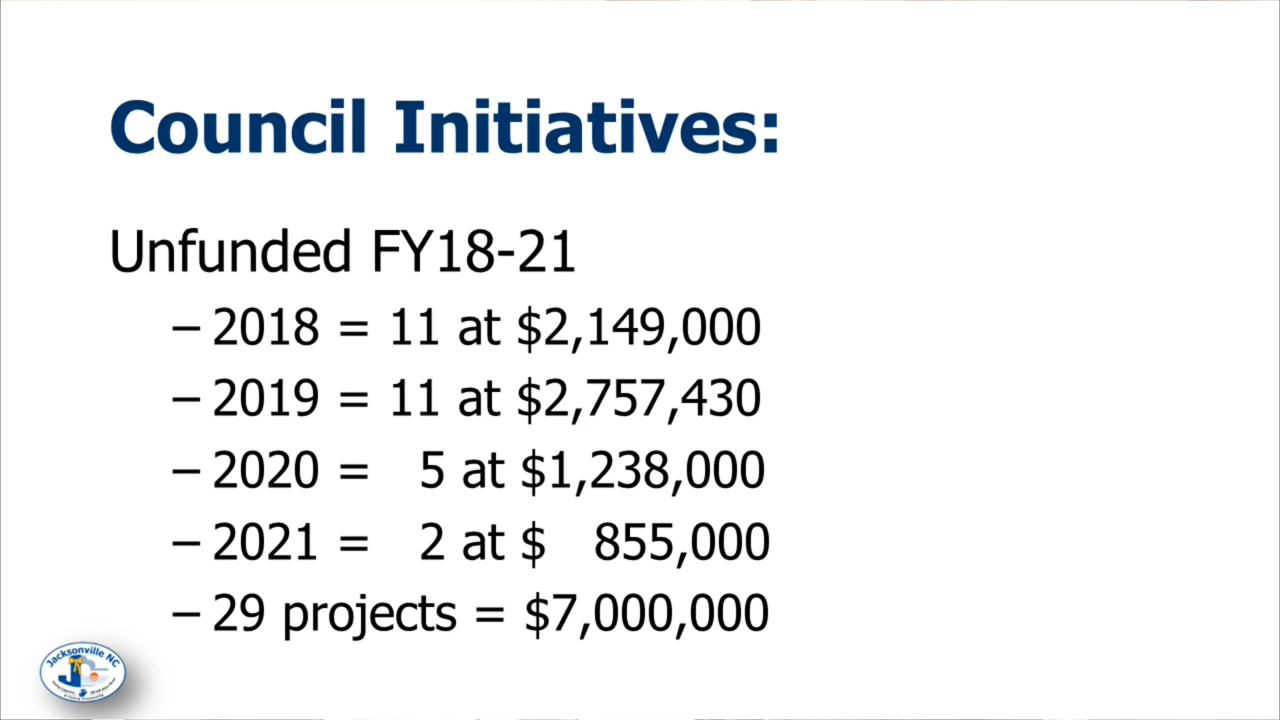 Council Initiatives:
Unfunded FY18-21
– 2018 = 11 at $2,149,000
– 2019 = 11 at $2,757,430
– 2020 = 5 at $1,238,000
– 2021 = 2 at $ 855,000
– 29 projects = $7,000,000
Jacksonville NC